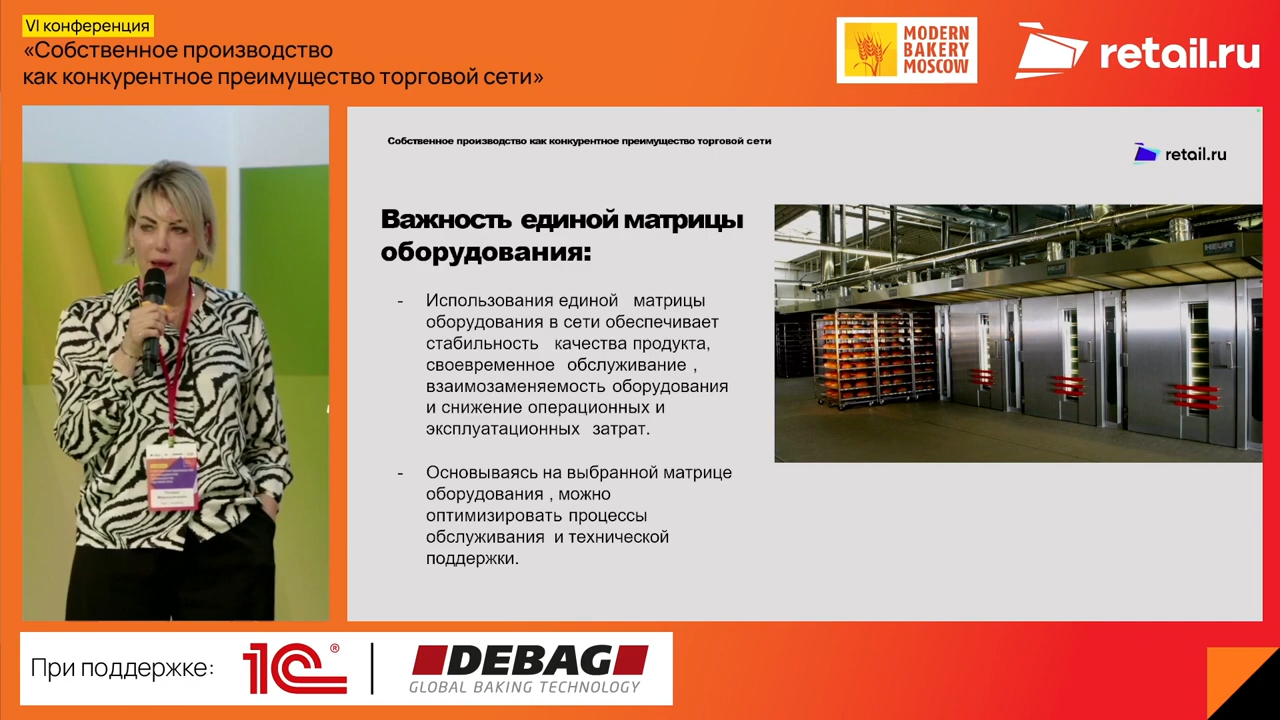 VI конференция
«Собственное производство
как конкурентное преимущество торговой сети»
MODERN
BAKERY
MOSCOW
retail.ru
Собственное производство как конкурентное преимущество торговой сети
retail.ru
Важность единой матрицы
оборудования:
- Использования единой матрицы
оборудования в сети обеспечивает
стабильность качества продукта,
своевременное обслуживание ,
взаимозаменяемость оборудования
и снижение операционных и
эксплуатационных затрат.
- Основываясь на выбранной матрице
оборудования , можно
оптимизировать процессы
обслуживания и технической
поддержки.
HEUFT
HEUFT
При поддержке:
1С®
DEBAG
GLOBAL BAKING TECHNOLOGY